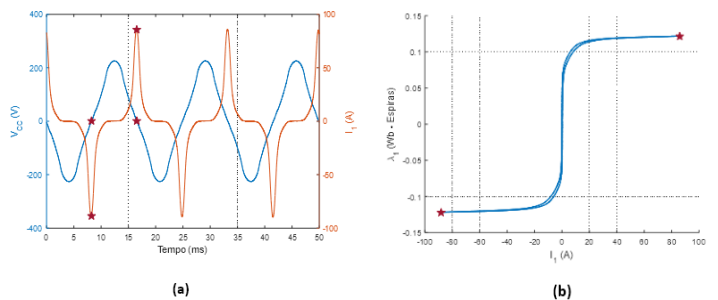 400
200
0
-200
-400
V_CC (V)
100
50
0
-50
-100
I_1 (A)
0 5 10 15 20 25 30 35 40 45 50
Tempo (ms)
(a)
0.15
0.1
0.05
0
-0.05
-0.1
-0.15
λ_1 (Wb • Espiras)
-100 -80 -60 -40 -20 0 20 40 60 80 100
I_1 (A)
(b)